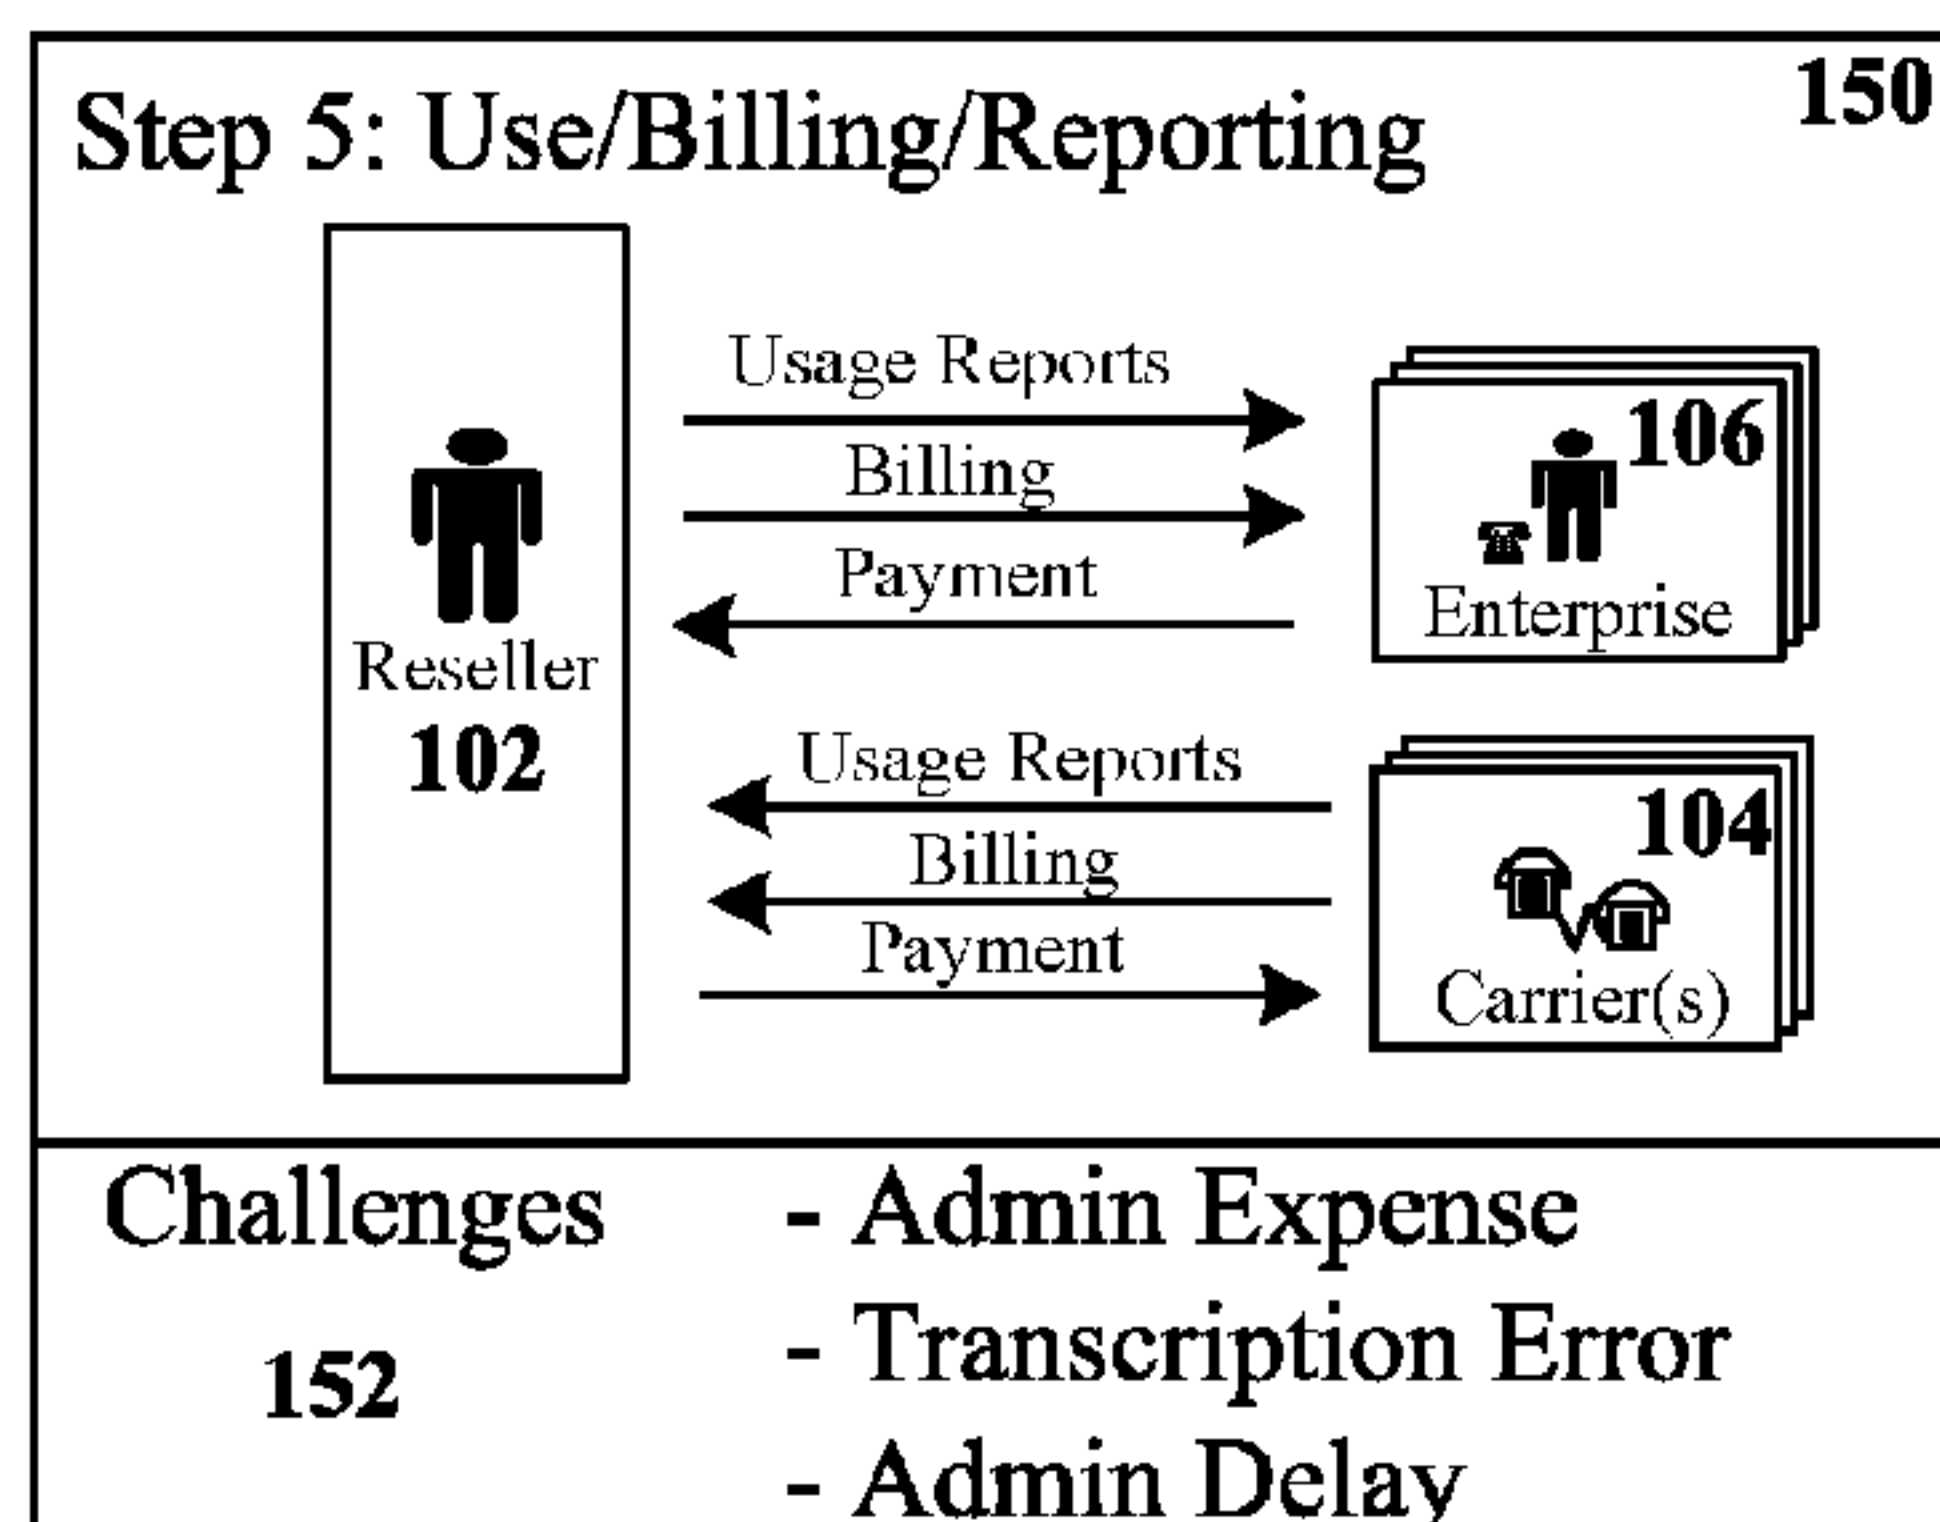 Step 5: Use/Billing/Reporting
150
Usage Reports
Billing
Payment
Reseller
102
106
Enterprise
Usage Reports
Billing
Payment
104
Carrier(s)
Challenges
152
- Admin Expense
- Transcription Error
- Admin Delay